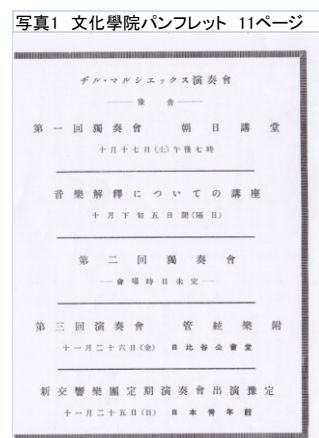 写真1 文化學院パンフレット 11ページ
ヂル・マルシエックス演奏會
豫告
第一回獨奏會 朝日講堂
十月十七日(土)午後七時
音樂解釋についての講座
十月下旬五日間(隔日)
第二回獨奏會
會場時日未定
第三回演奏會 管絃樂附
十一月二十六日(金) 日比谷公會堂
新交響樂團定期演奏會出演豫定
十一月二十五日(日) 日本青年館